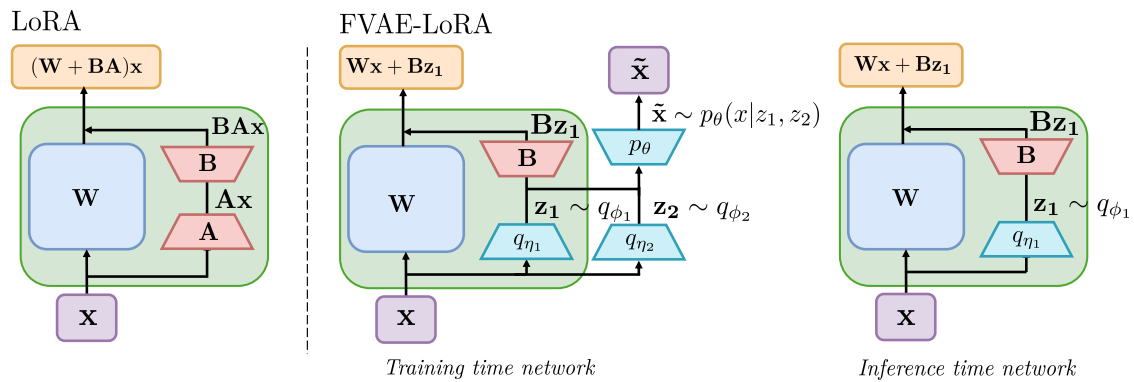 LoRA
(W + BA)x
BAx
B
W
Ax
A
x
FVAE-LoRA
Wx + Bz₁
x̃
x̃ ∼ p_θ(x|z₁, z₂)
Bz₁
p_θ
B
W
z₁ ∼ q_ϕ₁
z₂ ∼ q_ϕ₂
q_η₁
q_η₂
x
Training time network
Wx + Bz₁
Bz₁
B
W
z₁ ∼ q_ϕ₁
q_η₁
x
Inference time network